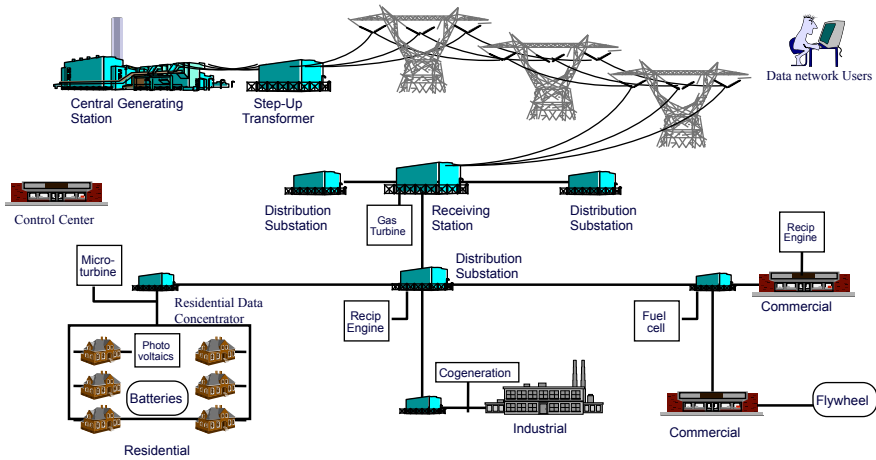 Data network Users
Central Generating
Station
Step-Up
Transformer
Control Center
Distribution
Substation
Gas
Turbine
Receiving
Station
Distribution
Substation
Micro-
turbine
Distribution
Substation
Recip
Engine
Commercial
Residential Data
Concentrator
Recip
Engine
Fuel
cell
Photo
voltaics
Batteries
Residential
Cogeneration
Industrial
Commercial
Flywheel